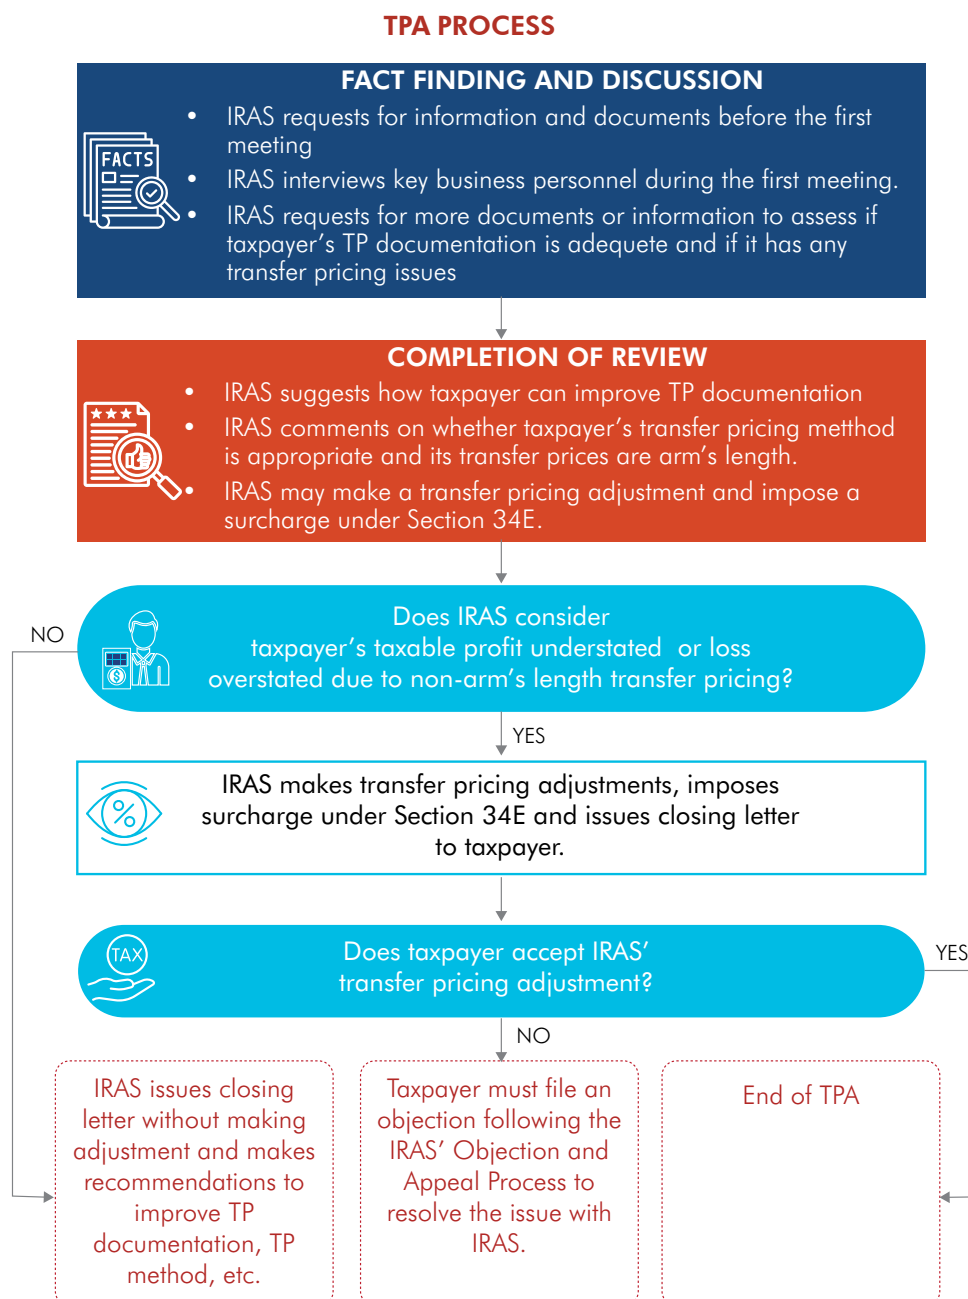 TPA PROCESS
FACT FINDING AND DISCUSSION
FACTS
• IRAS requests for information and documents before the first
meeting
• IRAS interviews key business personnel during the first meeting.
• IRAS requests for more documents or information to assess if
taxpayer's TP documentation is adequete and if it has any
transfer pricing issues
COMPLETION OF REVIEW
• IRAS suggests how taxpayer can improve TP documentation
• IRAS comments on whether taxpayer's transfer pricing metthod
is appropriate and its transfer prices are arm's length.
• IRAS may make a transfer pricing adjustment and impose a
surcharge under Section 34E.
NO
Does IRAS consider
taxpayer's taxable profit understated or loss
overstated due to non-arm's length transfer pricing?
$
YES
%
IRAS makes transfer pricing adjustments, imposes
surcharge under Section 34E and issues closing letter
to taxpayer.
TAX
Does taxpayer accept IRAS'
transfer pricing adjustment?
YES
NO
IRAS issues closing
letter without making
adjustment and makes
recommendations to
improve TP
documentation, TP
method, etc.
Taxpayer must file an
objection following the
IRAS' Objection and
Appeal Process to
resolve the issue with
IRAS.
End of TPA